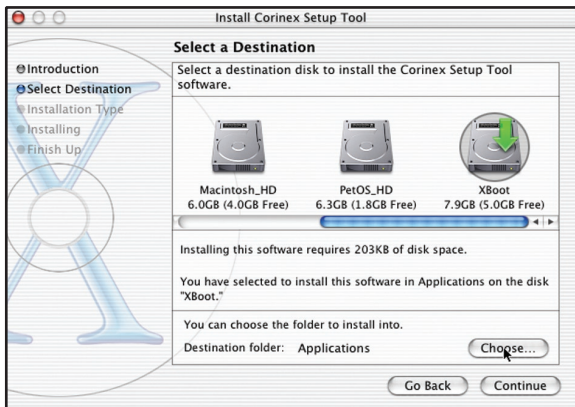 Install Corinex Setup Tool
Select a Destination
Introduction
Select Destination
Installation Type
Installing
Finish Up
Select a destination disk to install the Corinex Setup Tool
software.
Macintosh_HD
6.0GB (4.0GB Free)
PetOS_HD
6.3GB (1.8GB Free)
XBoot
7.9GB (5.0GB Free)
Installing this software requires 203KB of disk space.
You have selected to install this software in Applications on the disk
"XBoot."
You can choose the folder to install into.
Destination folder: Applications
Choose...
Go Back
Continue